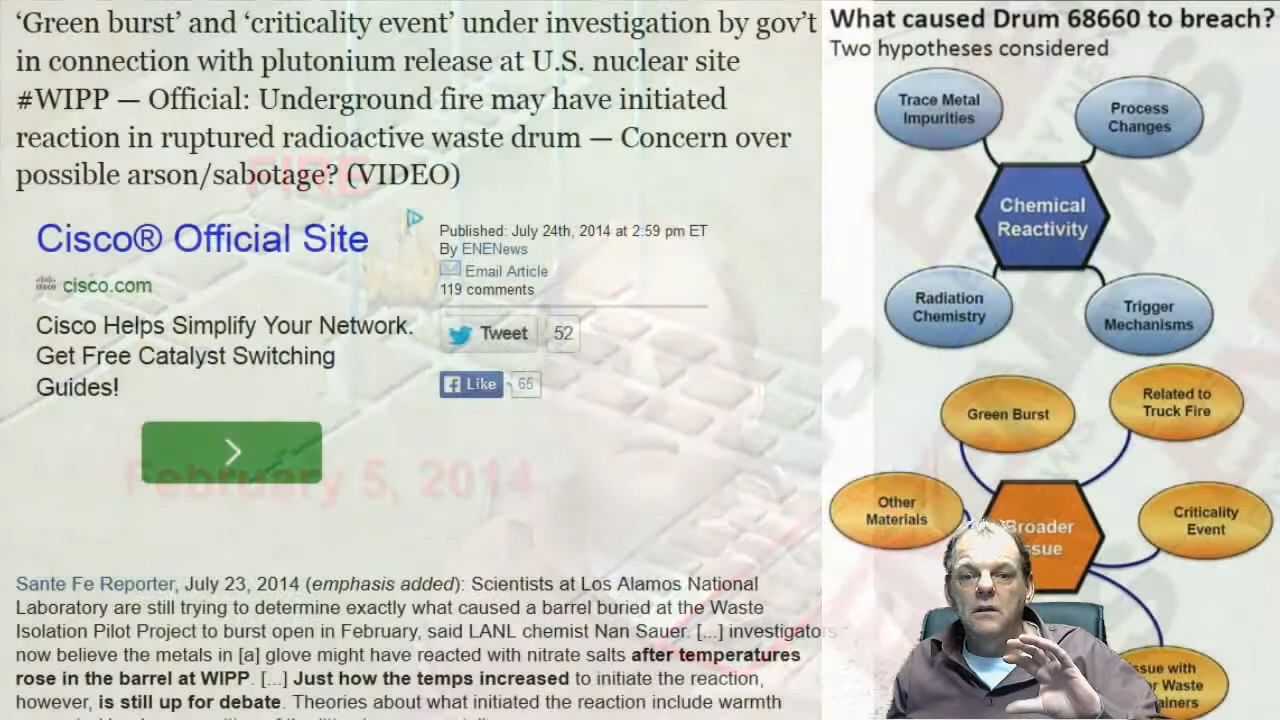 ‘Green burst’ and ‘criticality event’ under investigation by gov’t
in connection with plutonium release at U.S. nuclear site
#WIPP — Official: Underground fire may have initiated
reaction in ruptured radioactive waste drum — Concern over
possible arson/sabotage? (VIDEO)
FIRE
Cisco® Official Site
cisco.com
Cisco Helps Simplify Your Network.
Get Free Catalyst Switching
Guides!
Published: July 24th, 2014 at 2:59 pm ET
By ENENews
Email Article
119 comments
Tweet 52
Like 65
February 5, 2014
Sante Fe Reporter, July 23, 2014 (emphasis added): Scientists at Los Alamos National
Laboratory are still trying to determine exactly what caused a barrel buried at the Waste
Isolation Pilot Project to burst open in February, said LANL chemist Nan Sauer. [...] investigators
now believe the metals in [a] glove might have reacted with nitrate salts after temperatures
rose in the barrel at WIPP. [...] Just how the temps increased to initiate the reaction,
however, is still up for debate. Theories about what initiated the reaction include warmth
What caused Drum 68660 to breach?
Two hypotheses considered
Trace Metal
Impurities
Process
Changes
Chemical
Reactivity
Radiation
Chemistry
Trigger
Mechanisms
Green Burst
Related to
Truck Fire
Other
Materials
Broader
Criticality
Event
with
Waste